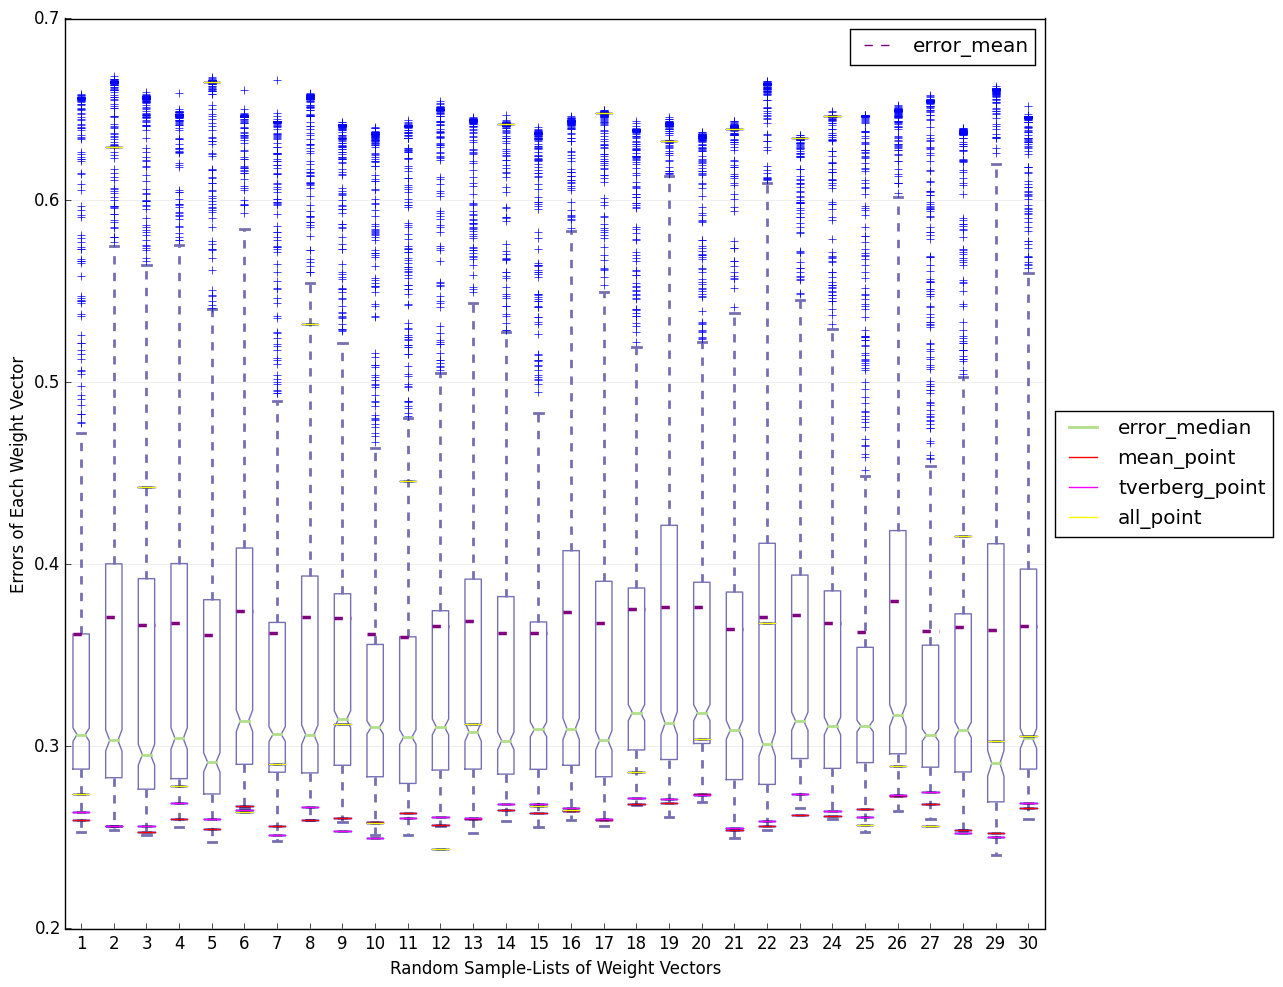 0.7
0.6
0.5
0.4
0.3
0.2
Errors of Each Weight Vector
error_mean
error_median
mean_point
tverberg_point
all_point
1 2 3 4 5 6 7 8 9 10 11 12 13 14 15 16 17 18 19 20 21 22 23 24 25 26 27 28 29 30
Random Sample-Lists of Weight Vectors